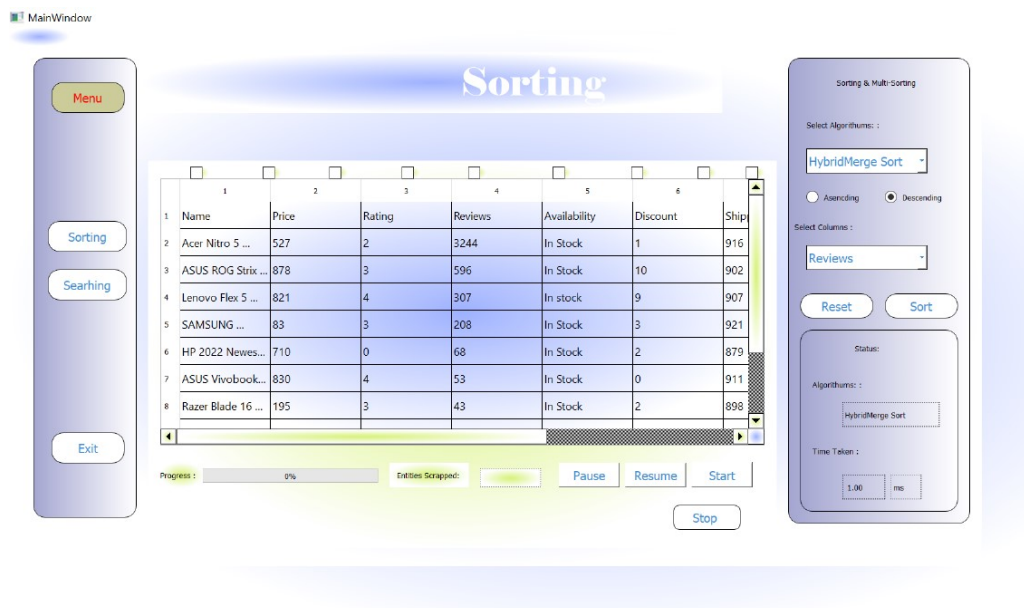 MainWindow
Sorting
Menu
Sorting
Searhing
Exit
1 2 3 4 5 6
1 Name Price Rating Reviews Availability Discount Ship
2 Acer Nitro 5 ... 527 2 3244 In Stock 1 916
3 ASUS ROG Strix ... 878 3 596 In Stock 10 902
4 Lenovo Flex 5 ... 821 4 307 In stock 9 907
5 SAMSUNG ... 83 3 208 In Stock 3 921
6 HP 2022 Newes... 710 0 68 In Stock 2 879
7 ASUS Vivobook... 830 4 53 In Stock 0 911
8 Razer Blade 16 ... 195 3 43 In Stock 2 898
Progress : 0% Entities Scrapped: Pause Resume Start
Stop
Sorting & Multi-Sorting
Select Algorithums: :
HybridMerge Sort
Asencding Descending
Select Columns :
Reviews
Reset Sort
Status:
Algorithums: :
HybridMerge Sort
Time Taken :
1.00 ms